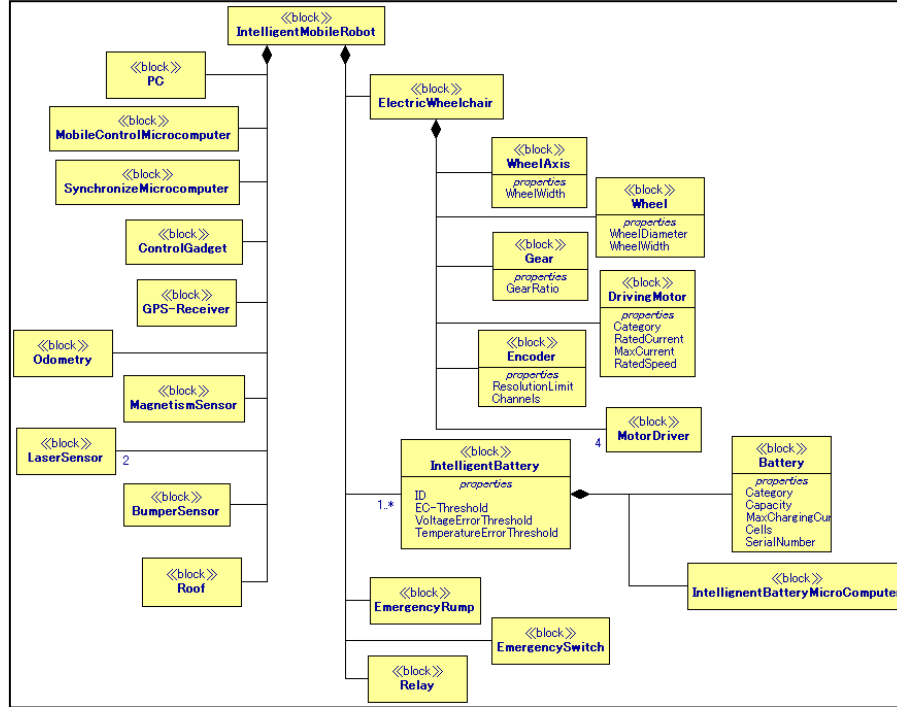 ≪block≫
IntelligentMobileRobot
≪block≫
PC
≪block≫
MobileControlMicrocomputer
≪block≫
SynchronizeMicrocomputer
≪block≫
ControlGadget
≪block≫
GPS-Receiver
≪block≫
Odometry
≪block≫
MagnetismSensor
≪block≫
LaserSensor
2
≪block≫
BumperSensor
≪block≫
Roof
≪block≫
ElectricWheelchair
≪block≫
WheelAxis
properties
WheelWidth
≪block≫
Wheel
properties
WheelDiameter
WheelWidth
≪block≫
Gear
properties
GearRatio
≪block≫
DrivingMotor
properties
Category
RatedCurrent
MaxCurrent
RatedSpeed
≪block≫
Encoder
properties
ResolutionLimit
Channels
≪block≫
MotorDriver
4
≪block≫
IntelligentBattery
properties
ID
EC-Threshold
VoltageErrorThreshold
TemperatureErrorThreshold
1..*
≪block≫
Battery
properties
Category
Capacity
MaxChargingCur
Cells
SerialNumber
≪block≫
IntellignentBatteryMicroComputer
≪block≫
EmergencyRump
≪block≫
EmergencySwitch
≪block≫
Relay